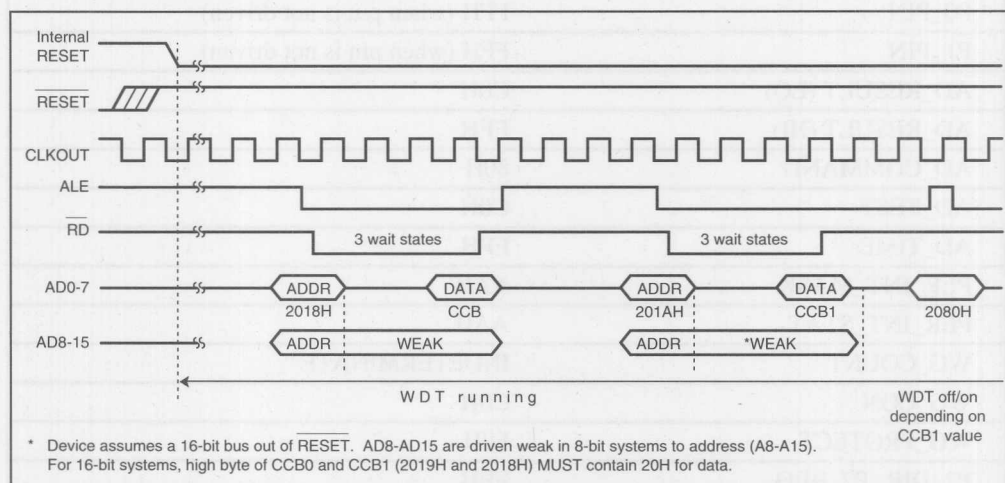 Internal
RESET
RESET
CLKOUT
ALE
RD
3 wait states
3 wait states
AD0-7
ADDR
DATA
ADDR
DATA
2018H
CCB
201AH
CCB1
2080H
AD8-15
ADDR
WEAK
ADDR
*WEAK
WDT running
WDT off/on
depending on
CCB1 value
* Device assumes a 16-bit bus out of RESET. AD8-AD15 are driven weak in 8-bit systems to address (A8-A15).
For 16-bit systems, high byte of CCB0 and CCB1 (2019H and 2018H) MUST contain 20H for data.